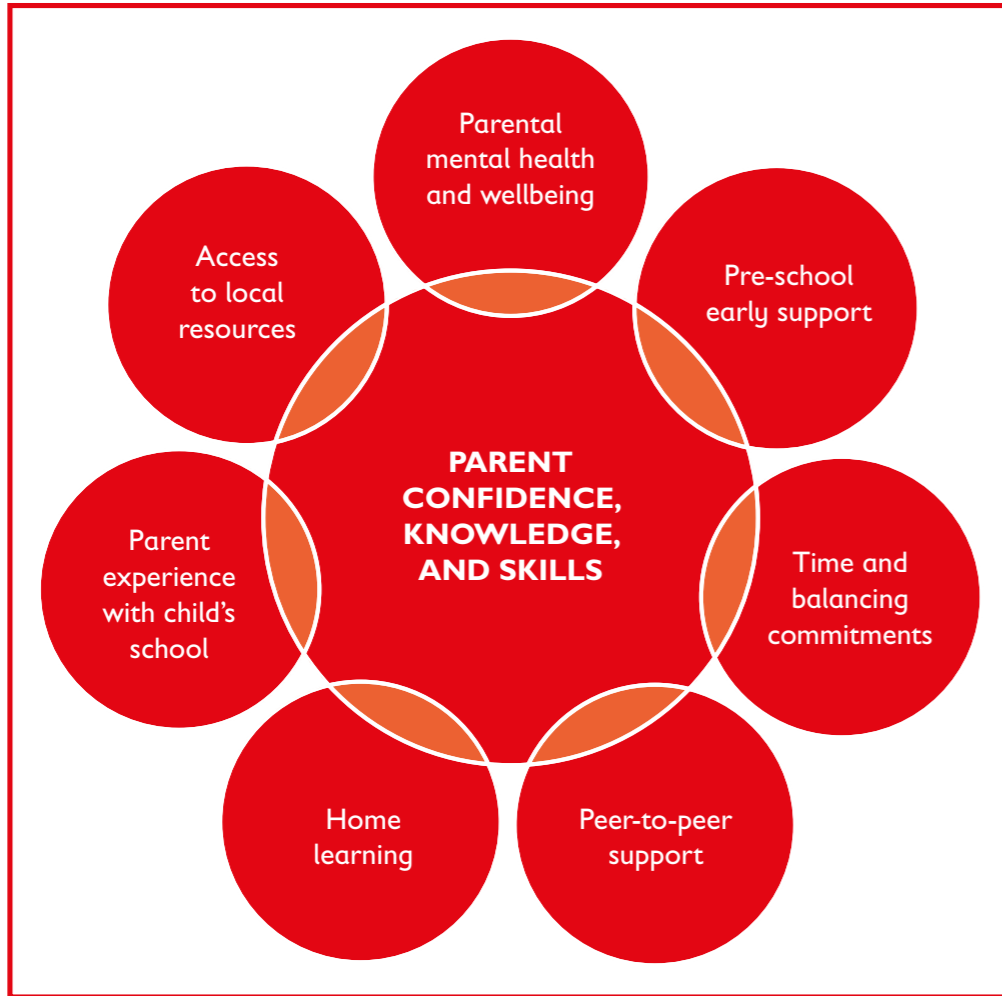 Parental
mental health
and wellbeing
Pre-school
early support
Time and
balancing
commitments
Peer-to-peer
support
Home
learning
Parent
experience
with child’s
school
Access
to local
resources
PARENT
CONFIDENCE,
KNOWLEDGE,
AND SKILLS